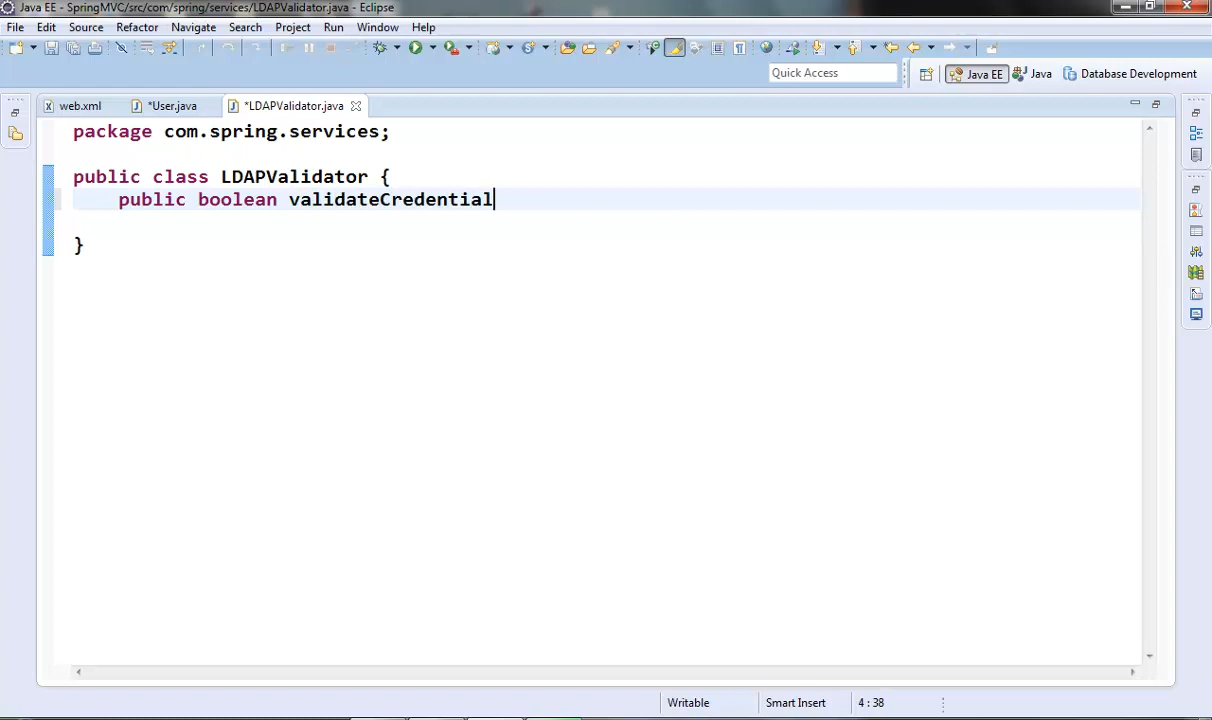 Java EE - SpringMVC/src/com/spring/services/LDAPValidator.java - Eclipse
File Edit Source Refactor Navigate Search Project Run Window Help
Quick Access Java EE Java Database Development
web.xml *User.java *LDAPValidator.java
package com.spring.services;
public class LDAPValidator {
public boolean validateCredential
}
Writable Smart Insert 4 : 38